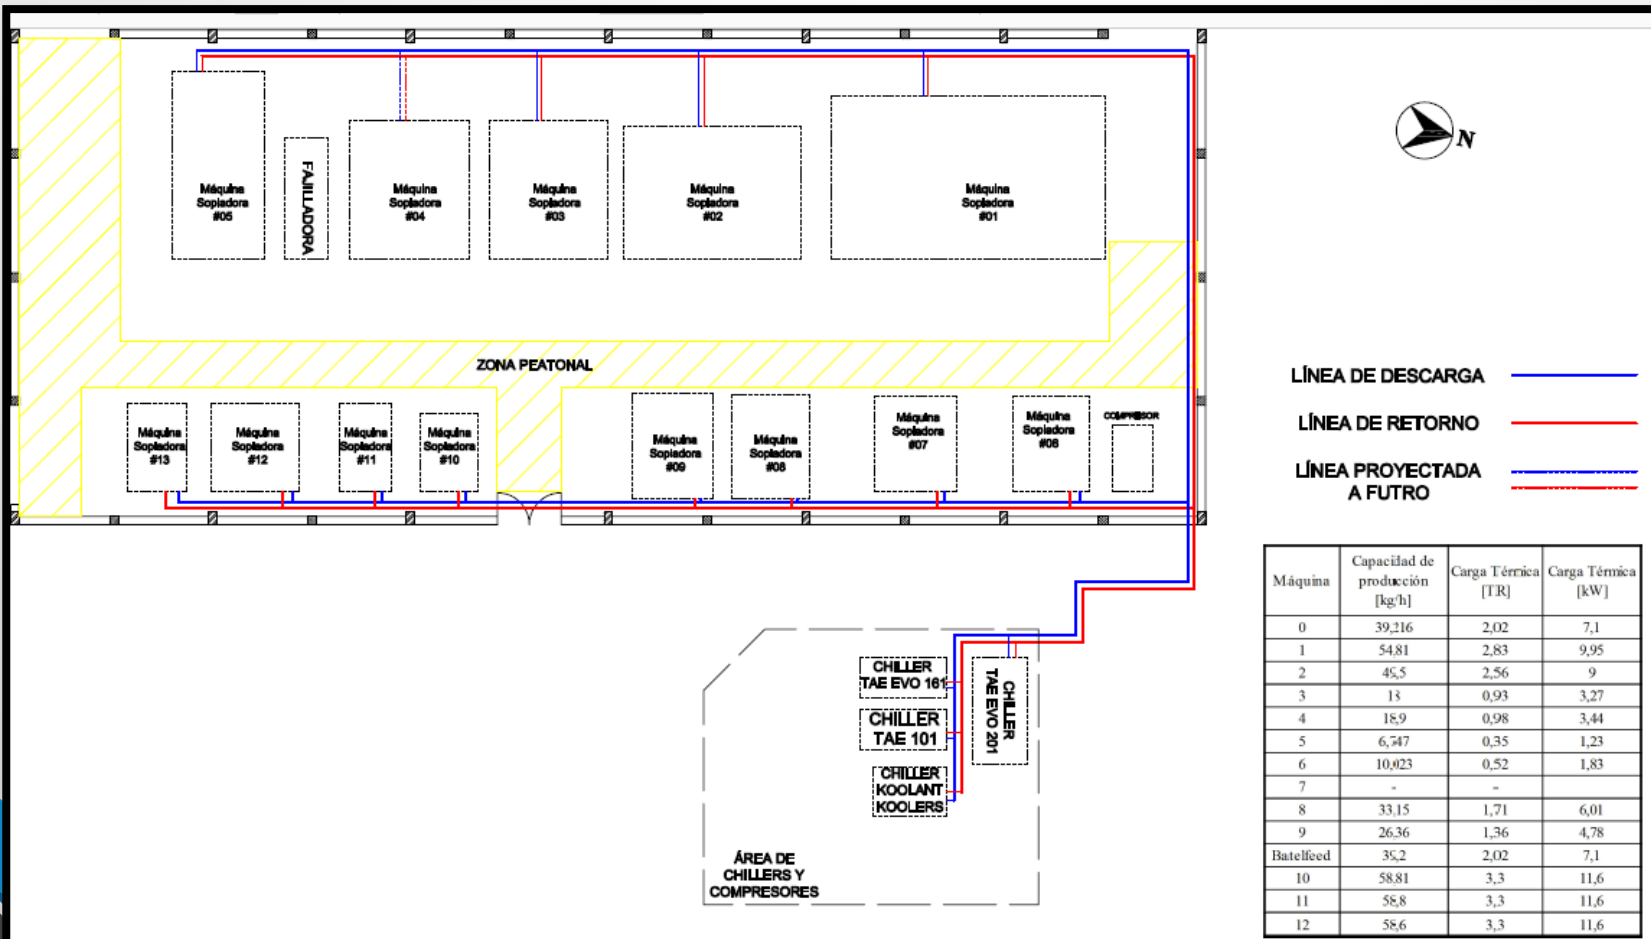 N
Máquina
Sopladora
#05
FAJILLADORA
Máquina
Sopladora
#04
Máquina
Sopladora
#03
Máquina
Sopladora
#02
Máquina
Sopladora
#01
ZONA PEATONAL
Máquina
Sopladora
#13
Máquina
Sopladora
#12
Máquina
Sopladora
#11
Máquina
Sopladora
#10
Máquina
Sopladora
#09
Máquina
Sopladora
#08
Máquina
Sopladora
#07
Máquina
Sopladora
#06
COMPRESOR
LÍNEA DE DESCARGA
LÍNEA DE RETORNO
LÍNEA PROYECTADA
A FUTRO
CHILLER
TAE EVO 161
CHILLER
TAE 101
CHILLER
KOOLANT
KOOLERS
CHILLER
TAE EVO 201
ÁREA DE
CHILLERS Y
COMPRESORES
Máquina Capacidad de producción [kg/h] Carga Térmica [TR] Carga Térmica [kW]
0 39,216 2,02 7,1
1 54,81 2,83 9,95
2 49,5 2,56 9
3 18 0,93 3,27
4 18,9 0,98 3,44
5 6,747 0,35 1,23
6 10,023 0,52 1,83
7 - -
8 33,15 1,71 6,01
9 26,36 1,36 4,78
Batelfeed 39,2 2,02 7,1
10 58,81 3,3 11,6
11 58,8 3,3 11,6
12 58,6 3,3 11,6